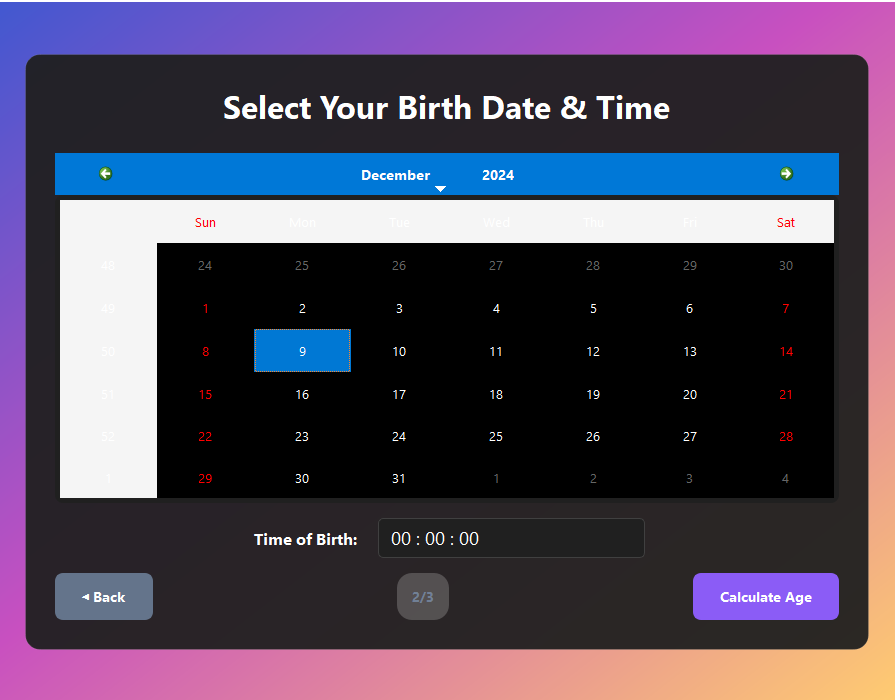 Select Your Birth Date & Time
December 2024
Sun Mon Tue Wed Thu Fri Sat
48 24 25 26 27 28 29 30
49 1 2 3 4 5 6 7
50 8 9 10 11 12 13 14
51 15 16 17 18 19 20 21
52 22 23 24 25 26 27 28
1 29 30 31 1 2 3 4
Time of Birth: 00 : 00 : 00
◂ Back 2/3 Calculate Age